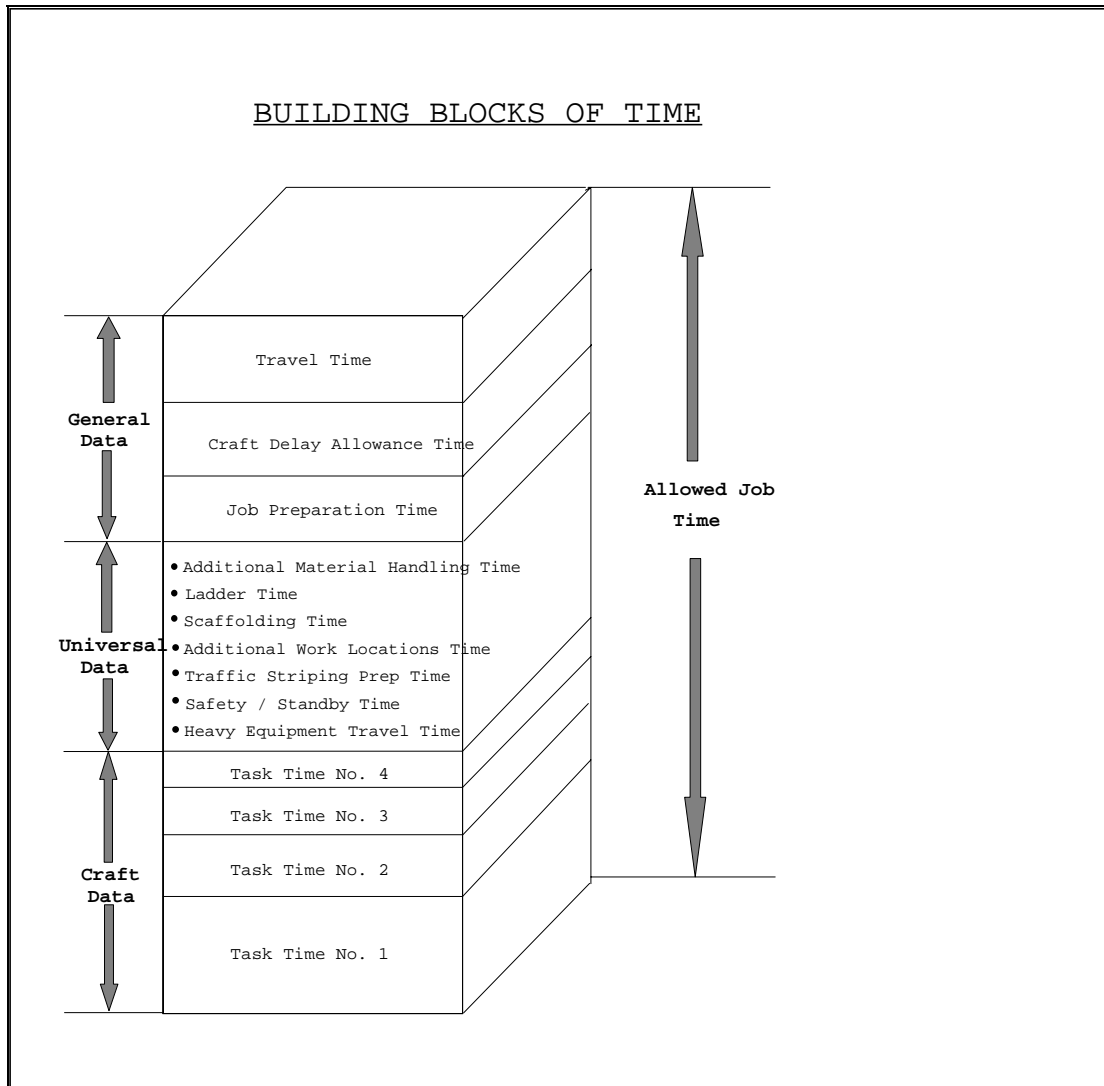 BUILDING BLOCKS OF TIME
Travel Time
Craft Delay Allowance Time
Job Preparation Time
General
Data
• Additional Material Handling Time
• Ladder Time
• Scaffolding Time
• Additional Work Locations Time
• Traffic Striping Prep Time
• Safety / Standby Time
• Heavy Equipment Travel Time
Universal
Data
Task Time No. 4
Task Time No. 3
Task Time No. 2
Task Time No. 1
Craft
Data
Allowed Job
Time